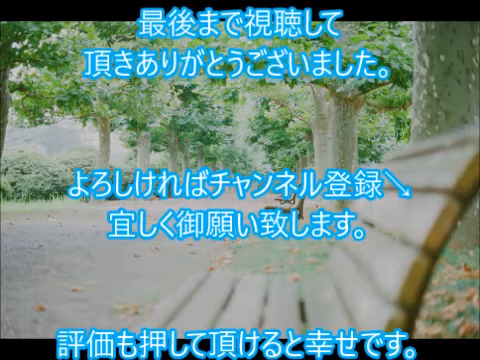 最後まで視聴して
頂きありがとうございました。
よろしければチャンネル登録↘
宜しく御願い致します。
評価も押して頂けると幸せです。